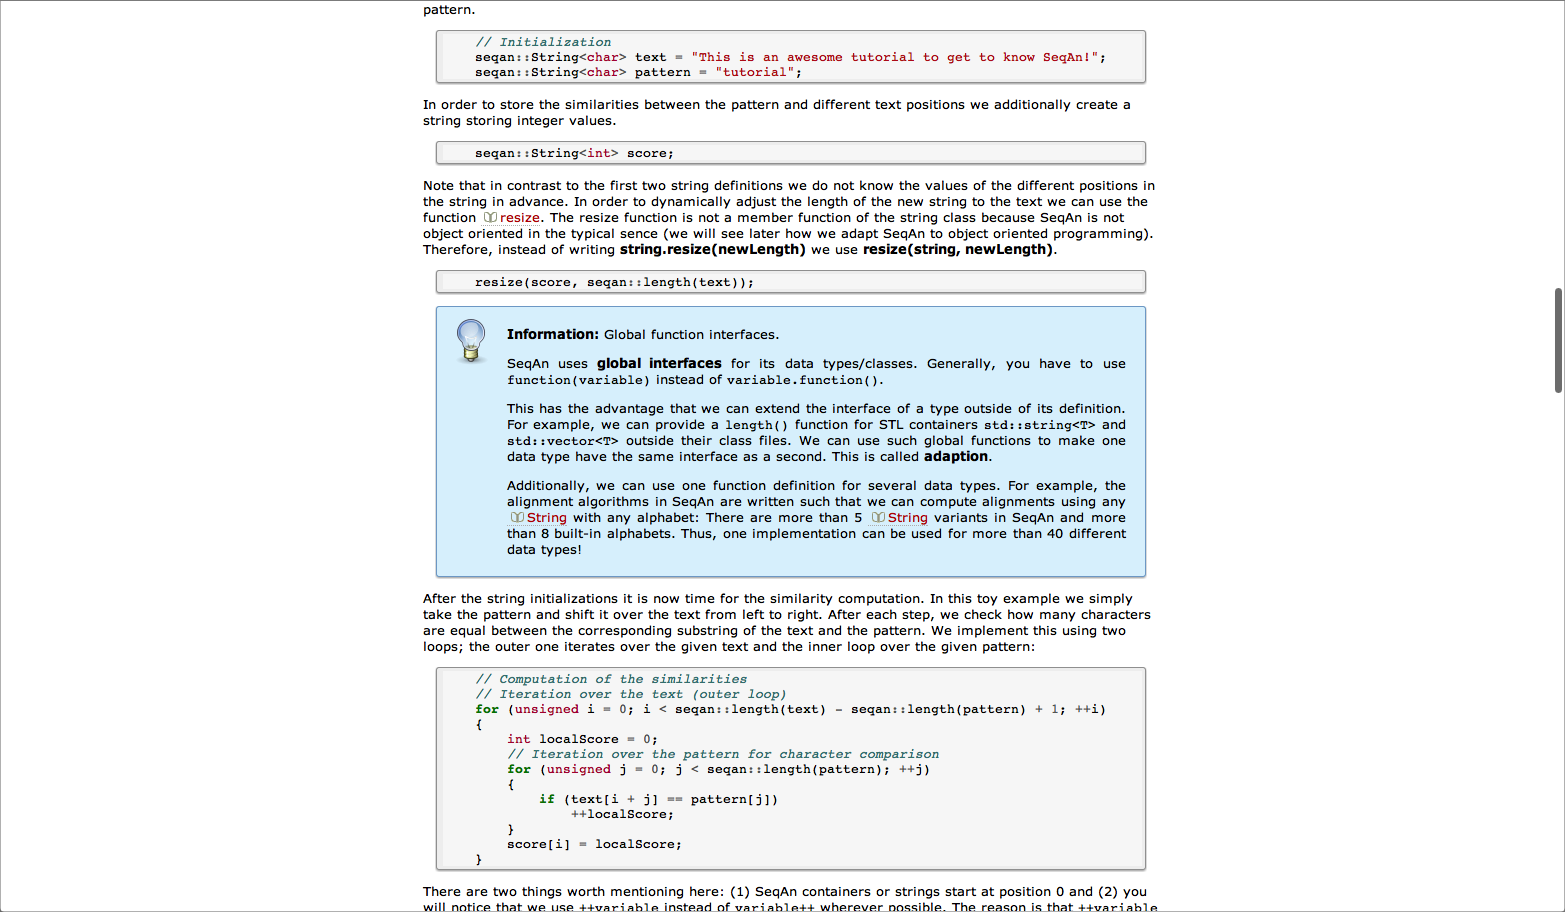 pattern.
// Initialization
seqan::String<char> text = "This is an awesome tutorial to get to know SeqAn!";
seqan::String<char> pattern = "tutorial";
In order to store the similarities between the pattern and different text positions we additionally create a
string storing integer values.
seqan::String<int> score;
Note that in contrast to the first two string definitions we do not know the values of the different positions in
the string in advance. In order to dynamically adjust the length of the new string to the text we can use the
function resize. The resize function is not a member function of the string class because SeqAn is not
object oriented in the typical sence (we will see later how we adapt SeqAn to object oriented programming).
Therefore, instead of writing string.resize(newLength) we use resize(string, newLength).
resize(score, seqan::length(text));
Information: Global function interfaces.
SeqAn uses global interfaces for its data types/classes. Generally, you have to use
function(variable) instead of variable.function().
This has the advantage that we can extend the interface of a type outside of its definition.
For example, we can provide a length() function for STL containers std::string<T> and
std::vector<T> outside their class files. We can use such global functions to make one
data type have the same interface as a second. This is called adaption.
Additionally, we can use one function definition for several data types. For example, the
alignment algorithms in SeqAn are written such that we can compute alignments using any
String with any alphabet: There are more than 5 String variants in SeqAn and more
than 8 built-in alphabets. Thus, one implementation can be used for more than 40 different
data types!
After the string initializations it is now time for the similarity computation. In this toy example we simply
take the pattern and shift it over the text from left to right. After each step, we check how many characters
are equal between the corresponding substring of the text and the pattern. We implement this using two
loops; the outer one iterates over the given text and the inner loop over the given pattern:
// Computation of the similarities
// Iteration over the text (outer loop)
for (unsigned i = 0; i < seqan::length(text) - seqan::length(pattern) + 1; ++i)
{
int localScore = 0;
// Iteration over the pattern for character comparison
for (unsigned j = 0; j < seqan::length(pattern); ++j)
{
if (text[i + j] == pattern[j])
++localScore;
}
score[i] = localScore;
}
There are two things worth mentioning here: (1) SeqAn containers or strings start at position 0 and (2) you
will notice that we use ++variable instead of variable++ wherever possible. The reason is that ++variable